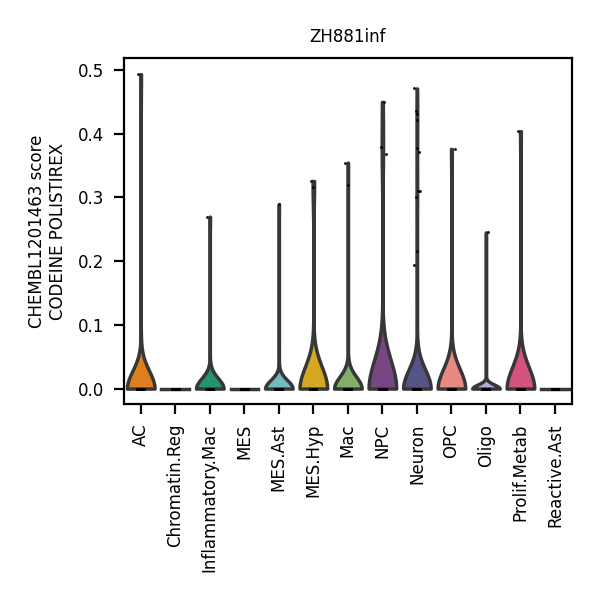 ZH881inf
CHEMBL1201463 score
CODEINE POLISTIREX
0.5
0.4
0.3
0.2
0.1
0.0
AC
Chromatin.Reg
Inflammatory.Mac
MES
MES.Ast
MES.Hyp
Mac
NPC
Neuron
OPC
Oligo
Prolif.Metab
Reactive.Ast